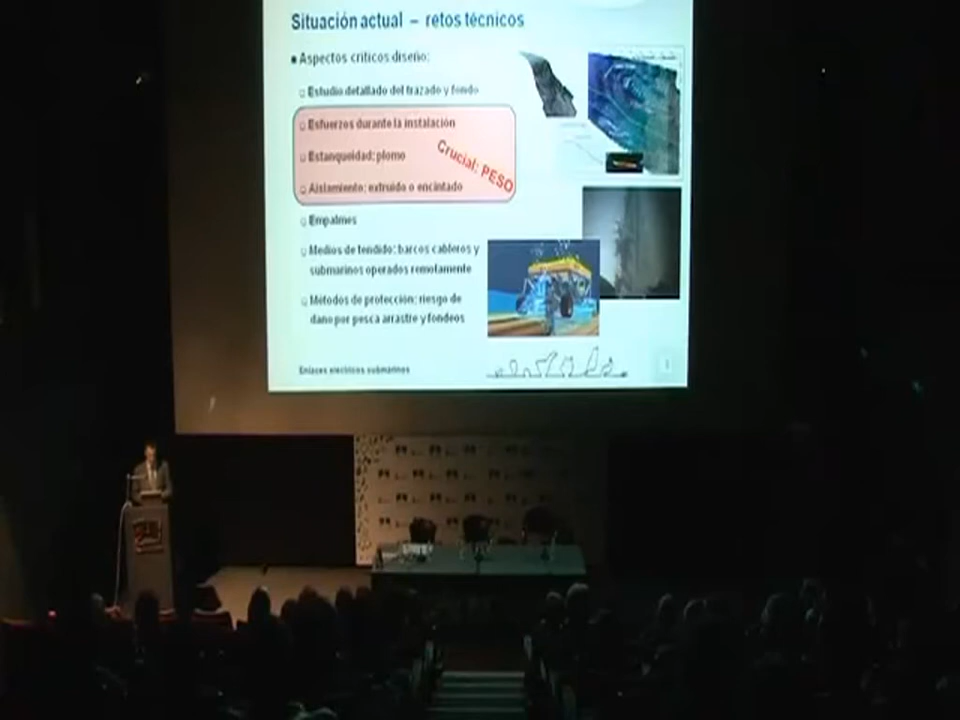 Situación actual – retos técnicos
Aspectos críticos diseño:
Estudio detallado del trazado y fondo
Esfuerzos durante la instalación
Estanqueidad: plomo
Crucial: PESO
Aislamiento: extruido o encintado
Empalmes
Medios de tendido: barcos cableros y
submarinos operados remotamente
Métodos de protección: riesgo de
dano por pesca arrastre y fondeos
Enlaces electricos submarinos